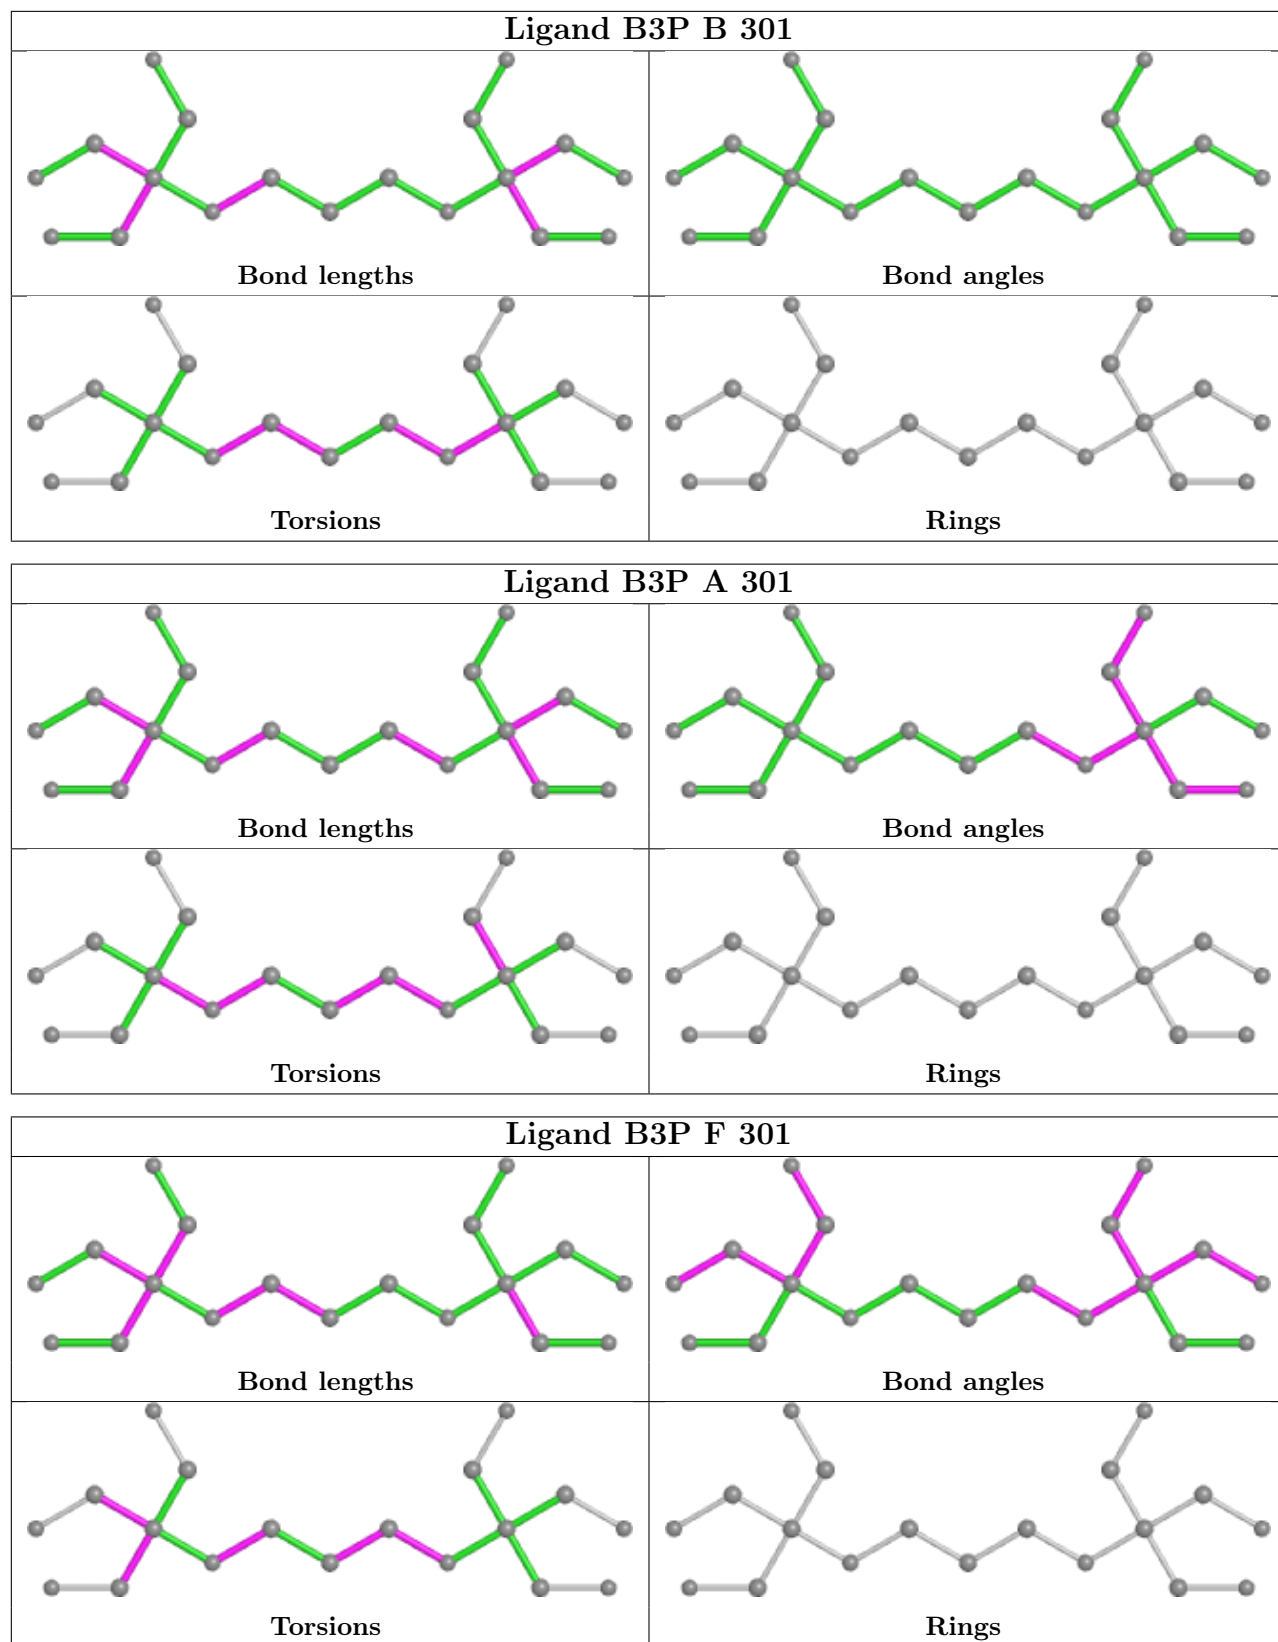 Ligand B3P B 301
Bond lengths
Bond angles
Torsions
Rings
Ligand B3P A 301
Bond lengths
Bond angles
Torsions
Rings
Ligand B3P F 301
Bond lengths
Bond angles
Torsions
Rings